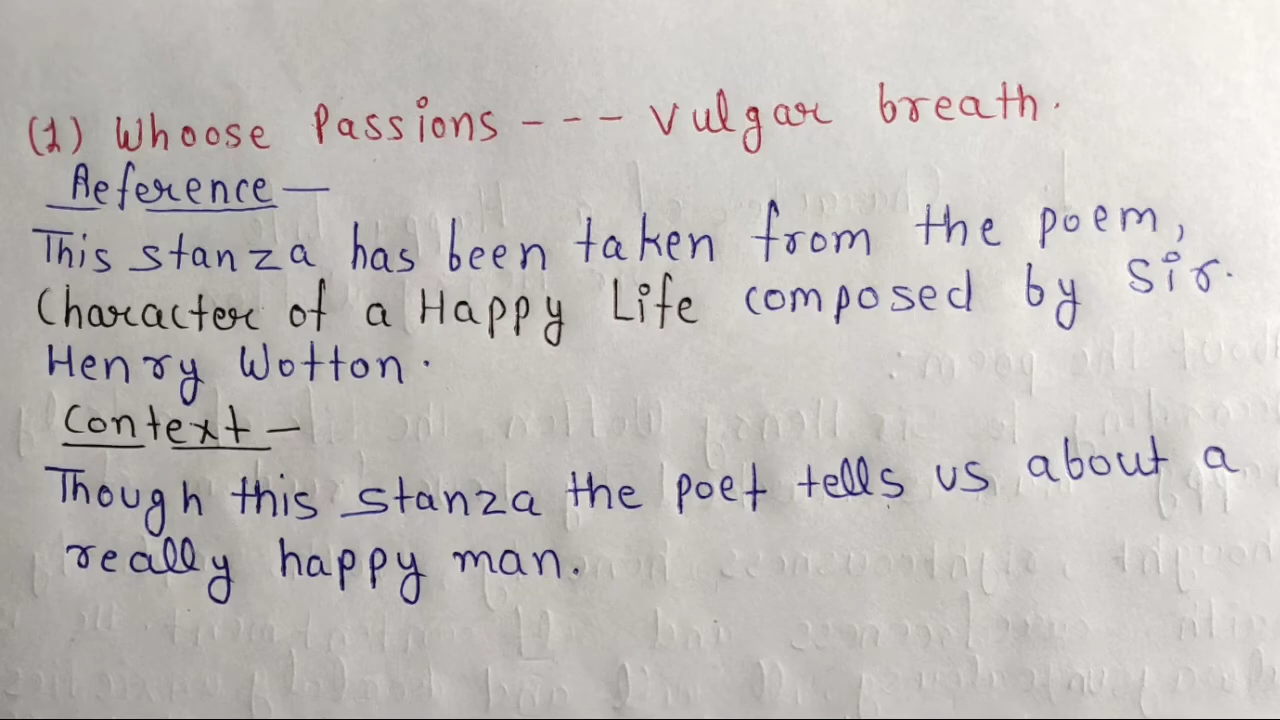 (1) Whoose Passions --- vulgar breath.
Reference —
This stanza has been taken from the poem,
Character of a Happy Life composed by Sir.
Henry Wotton.
Context —
Though this stanza the poet tells us about a
really happy man.